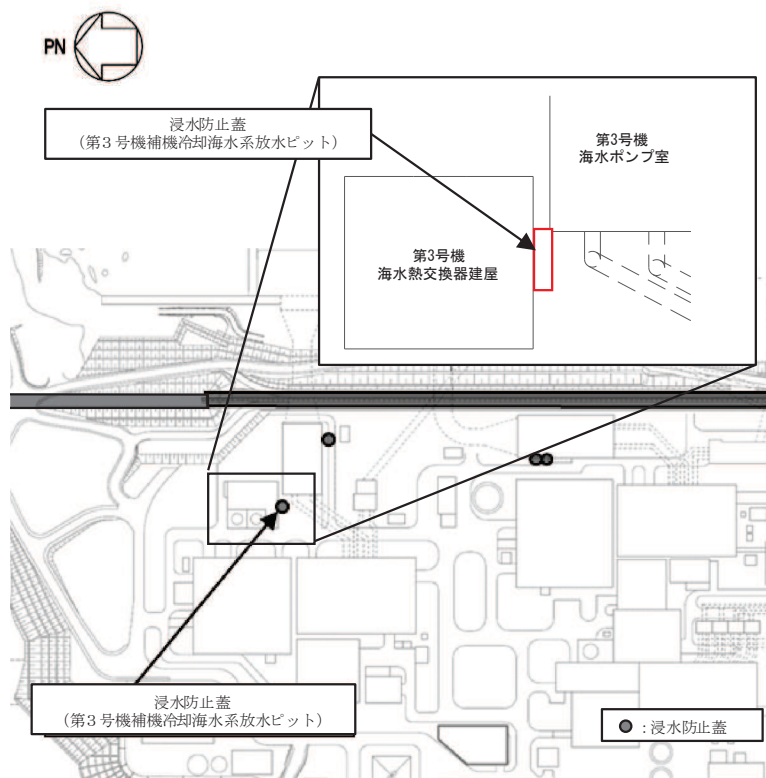 PN
浸水防止蓋
（第３号機補機冷却海水系放水ピット）
第3号機
海水ポンプ室
第3号機
海水熱交換器建屋
浸水防止蓋
（第３号機補機冷却海水系放水ピット）
：浸水防止蓋